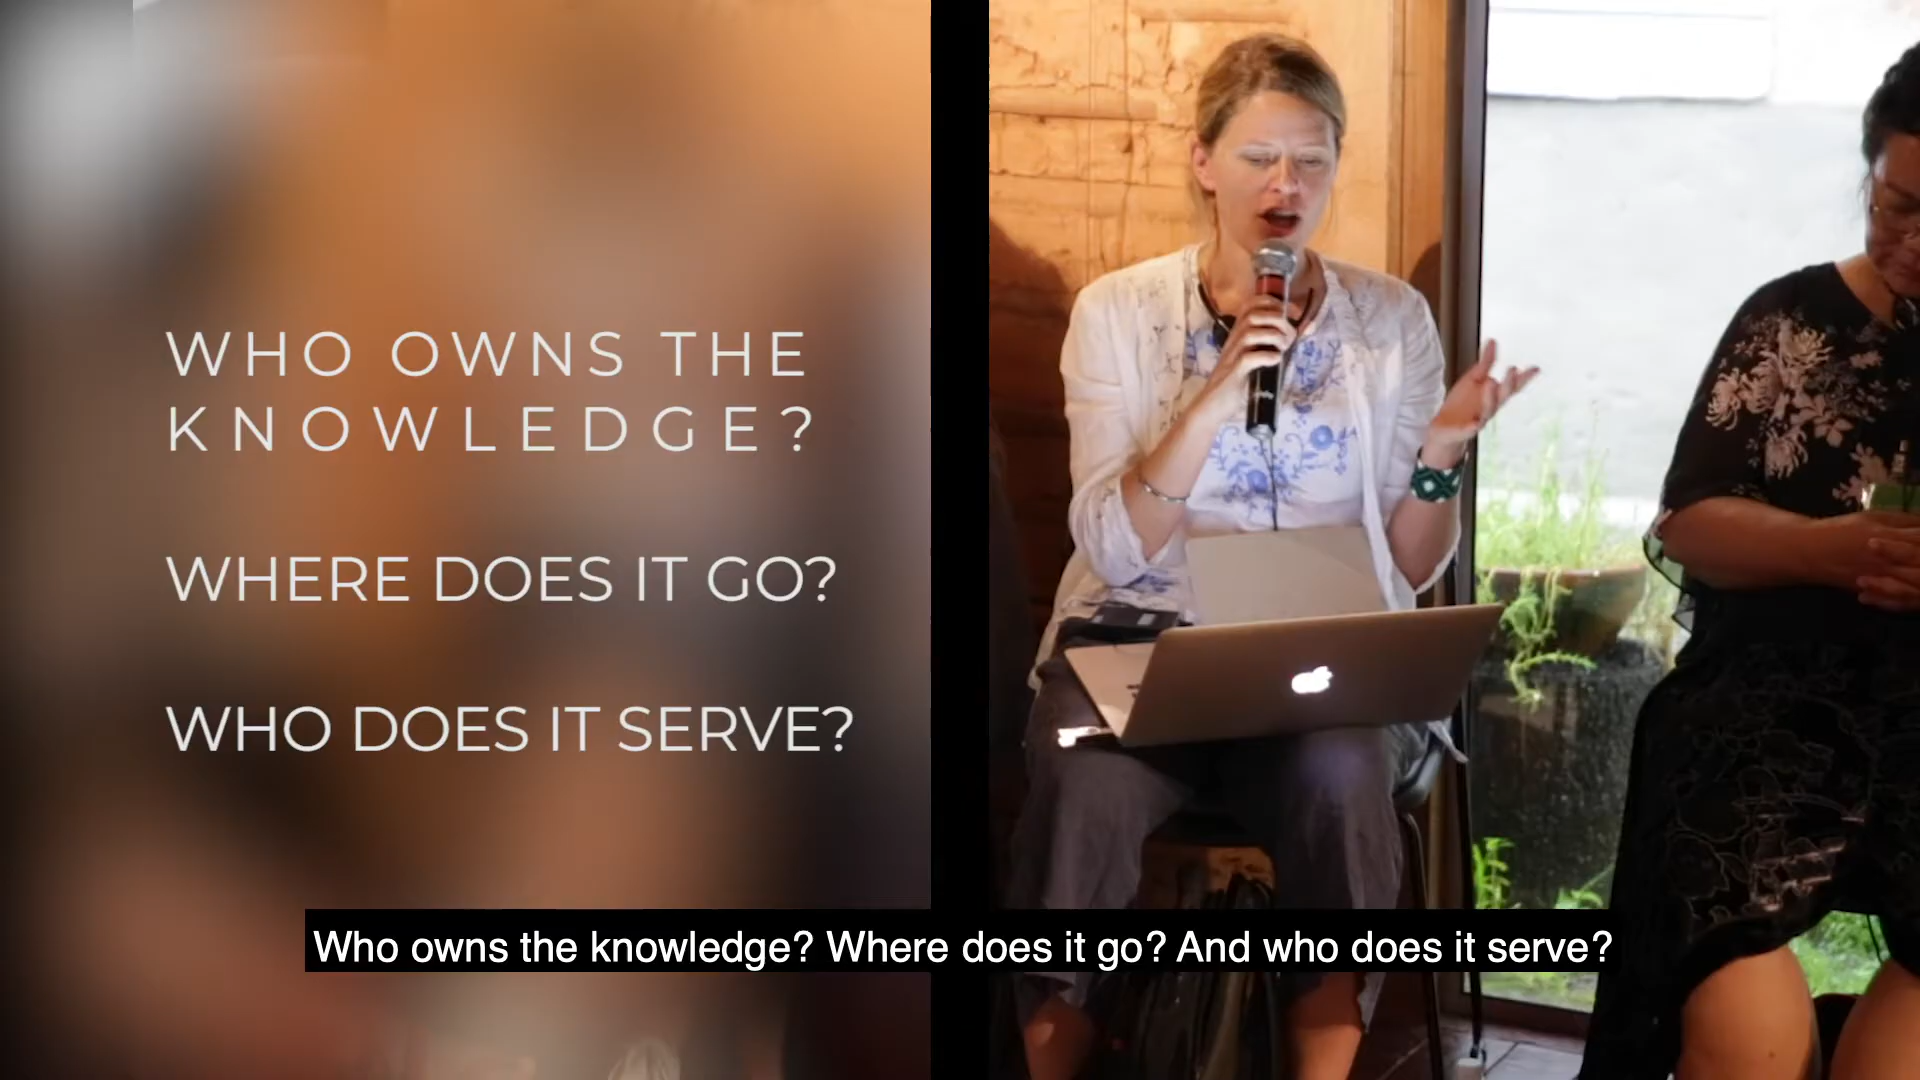 WHO OWNS THE
KNOWLEDGE?
WHERE DOES IT GO?
WHO DOES IT SERVE?
Who owns the knowledge? Where does it go? And who does it serve?